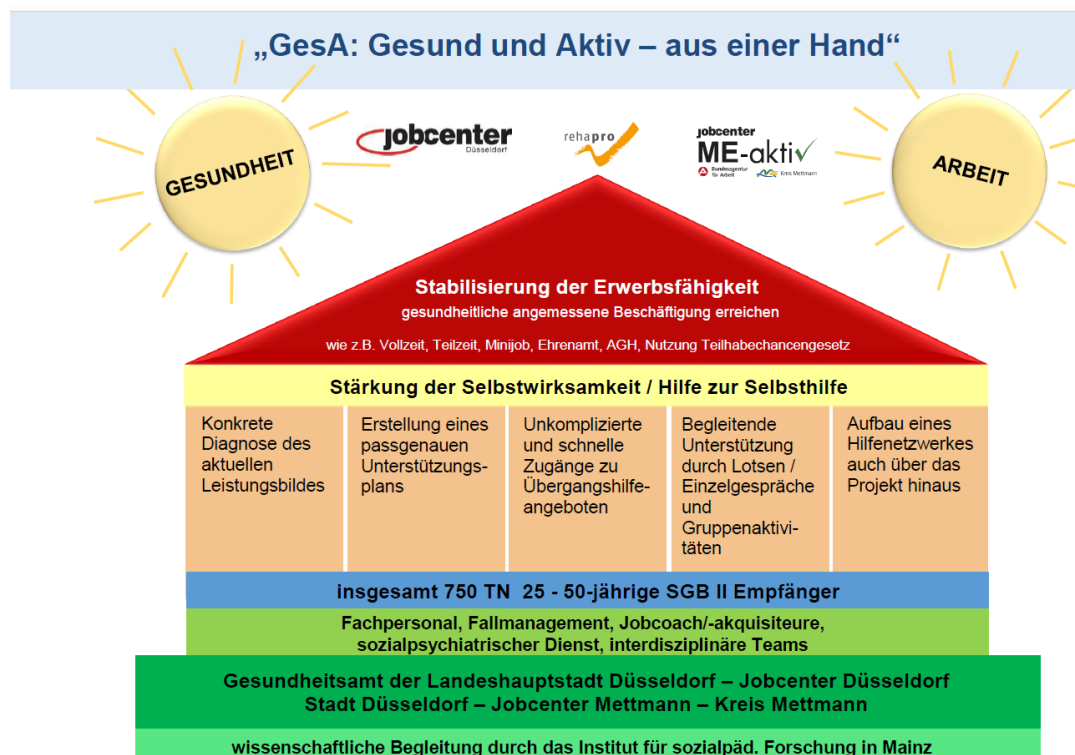 „GesA: Gesund und Aktiv – aus einer Hand“
GESUNDHEIT
jobcenter
Düsseldorf
rehapro
jobcenter
ME-aktiv
Bundesagentur
für Arbeit
Kreis Mettmann
ARBEIT
Stabilisierung der Erwerbsfähigkeit
gesundheitliche angemessene Beschäftigung erreichen
wie z.B. Vollzeit, Teilzeit, Minijob, Ehrenamt, AGH, Nutzung Teilhabechancengesetz
Stärkung der Selbstwirksamkeit / Hilfe zur Selbsthilfe
Konkrete
Diagnose des
aktuellen
Leistungsbildes
Erstellung eines
passgenauen
Unterstützungs-
plans
Unkomplizierte
und schnelle
Zugänge zu
Übergangshilfe-
angeboten
Begleitende
Unterstützung
durch Lotsen /
Einzelgespräche
und
Gruppenaktivi-
täten
Aufbau eines
Hilfenetzwerkes
auch über das
Projekt hinaus
insgesamt 750 TN 25 - 50-jährige SGB II Empfänger
Fachpersonal, Fallmanagement, Jobcoach/-akquisiteure,
sozialpsychiatrischer Dienst, interdisziplinäre Teams
Gesundheitsamt der Landeshauptstadt Düsseldorf – Jobcenter Düsseldorf
Stadt Düsseldorf – Jobcenter Mettmann – Kreis Mettmann
wissenschaftliche Begleitung durch das Institut für sozialpäd. Forschung in Mainz